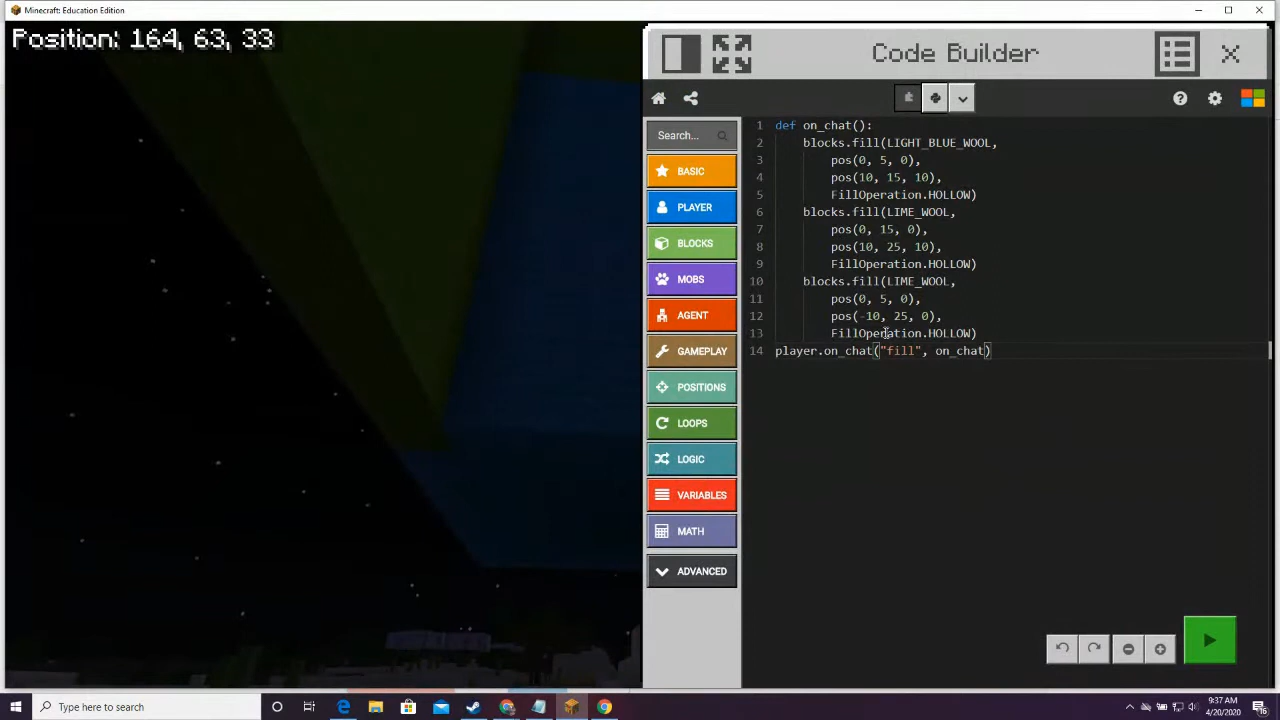 Minecraft: Education Edition
Position: 164, 63, 33
Code Builder
Search...
BASIC
PLAYER
BLOCKS
MOBS
AGENT
GAMEPLAY
POSITIONS
LOOPS
LOGIC
VARIABLES
MATH
ADVANCED
1 def on_chat():
2 blocks.fill(LIGHT_BLUE_WOOL,
3 pos(0, 5, 0),
4 pos(10, 15, 10),
5 FillOperation.HOLLOW)
6 blocks.fill(LIME_WOOL,
7 pos(0, 15, 0),
8 pos(10, 25, 10),
9 FillOperation.HOLLOW)
10 blocks.fill(LIME_WOOL,
11 pos(0, 5, 0),
12 pos(-10, 25, 0),
13 FillOperation.HOLLOW)
14 player.on_chat("fill", on_chat)
Type here to search
9:37 AM
4/20/2020